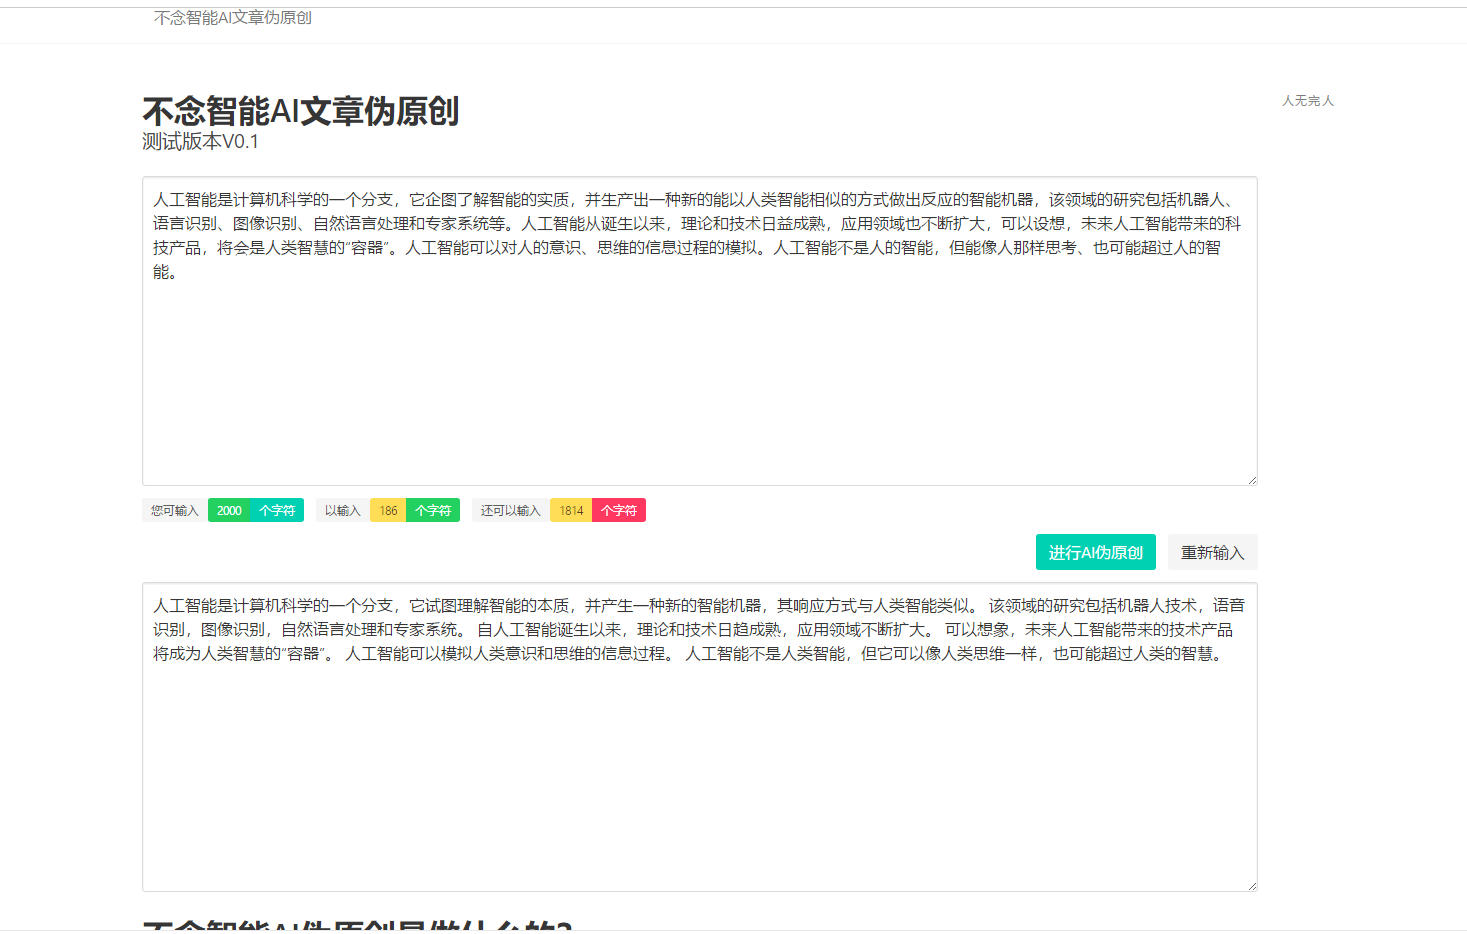 不念智能AI文章伪原创
不念智能AI文章伪原创
人无完人
测试版本V0.1
人工智能是计算机科学的一个分支，它企图了解智能的实质，并生产出一种新的能以人类智能相似的方式做出反应的智能机器，该领域的研究包括机器人、
语言识别、图像识别、自然语言处理和专家系统等。人工智能从诞生以来，理论和技术日益成熟，应用领域也不断扩大，可以设想，未来人工智能带来的科
技产品，将会是人类智慧的“容器”。人工智能可以对人的意识、思维的信息过程的模拟。人工智能不是人的智能，但能像人那样思考、也可能超过人的智
能。
您可输入 2000 个字符 以输入 186 个字符 还可以输入 1814 个字符
进行AI伪原创 重新输入
人工智能是计算机科学的一个分支，它试图理解智能的本质，并产生一种新的智能机器，其响应方式与人类智能类似。 该领域的研究包括机器人技术，语音
识别，图像识别，自然语言处理和专家系统。 自人工智能诞生以来，理论和技术日趋成熟，应用领域不断扩大。 可以想象，未来人工智能带来的技术产品
将成为人类智慧的“容器”。 人工智能可以模拟人类意识和思维的信息过程。 人工智能不是人类智能，但它可以像人类思维一样，也可能超过人类的智慧。
不念智能AI伪原创是做什么的?